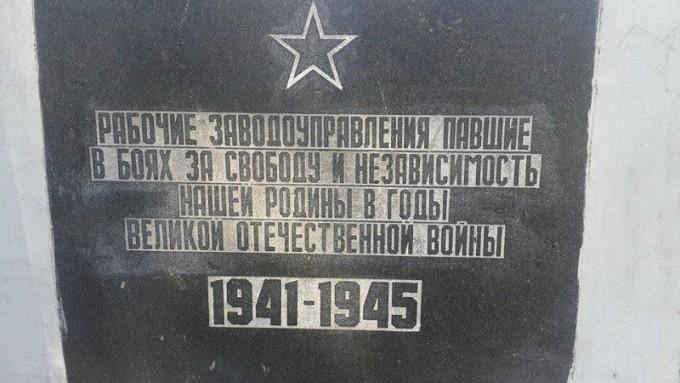 РАБОЧИЕ ЗАВОДОУПРАВЛЕНИЯ ПАВШИЕ
В БОЯХ ЗА СВОБОДУ И НЕЗАВИСИМОСТЬ
НАШЕЙ РОДИНЫ В ГОДЫ
ВЕЛИКОЙ ОТЕЧЕСТВЕННОЙ ВОЙНЫ
1941-1945